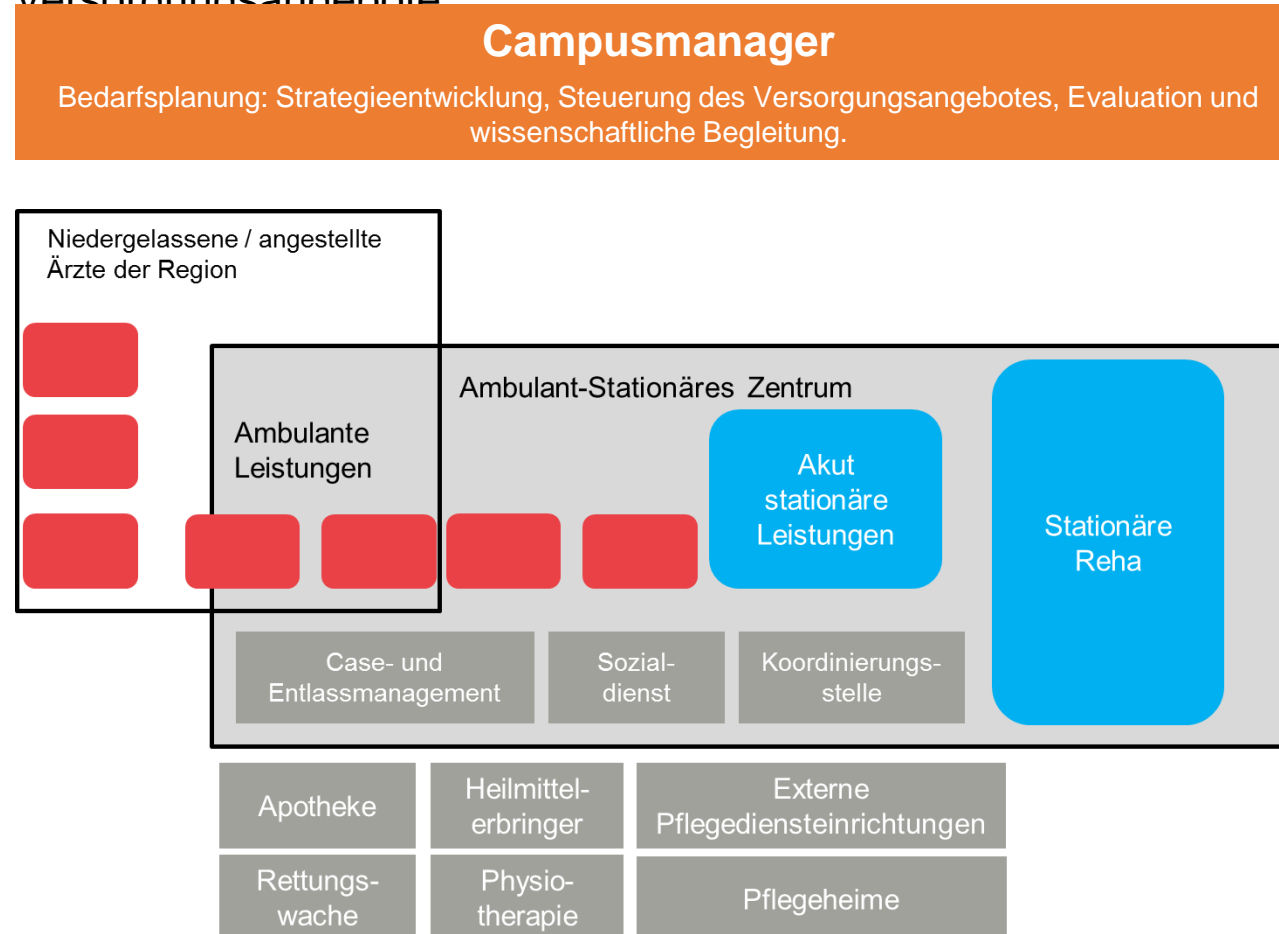 Versorgungsangebote
Campusmanager
Bedarfsplanung: Strategieentwicklung, Steuerung des Versorgungsangebotes, Evaluation und
wissenschaftliche Begleitung.
Niedergelassene / angestellte
Ärzte der Region
Ambulant-Stationäres Zentrum
Ambulante
Leistungen
Akut
stationäre
Leistungen
Stationäre
Reha
Case- und
Entlassmanagement
Sozial-
dienst
Koordinierungs-
stelle
Apotheke
Heilmittel-
erbringer
Externe
Pflegediensteinrichtungen
Rettungs-
wache
Physio-
therapie
Pflegeheime